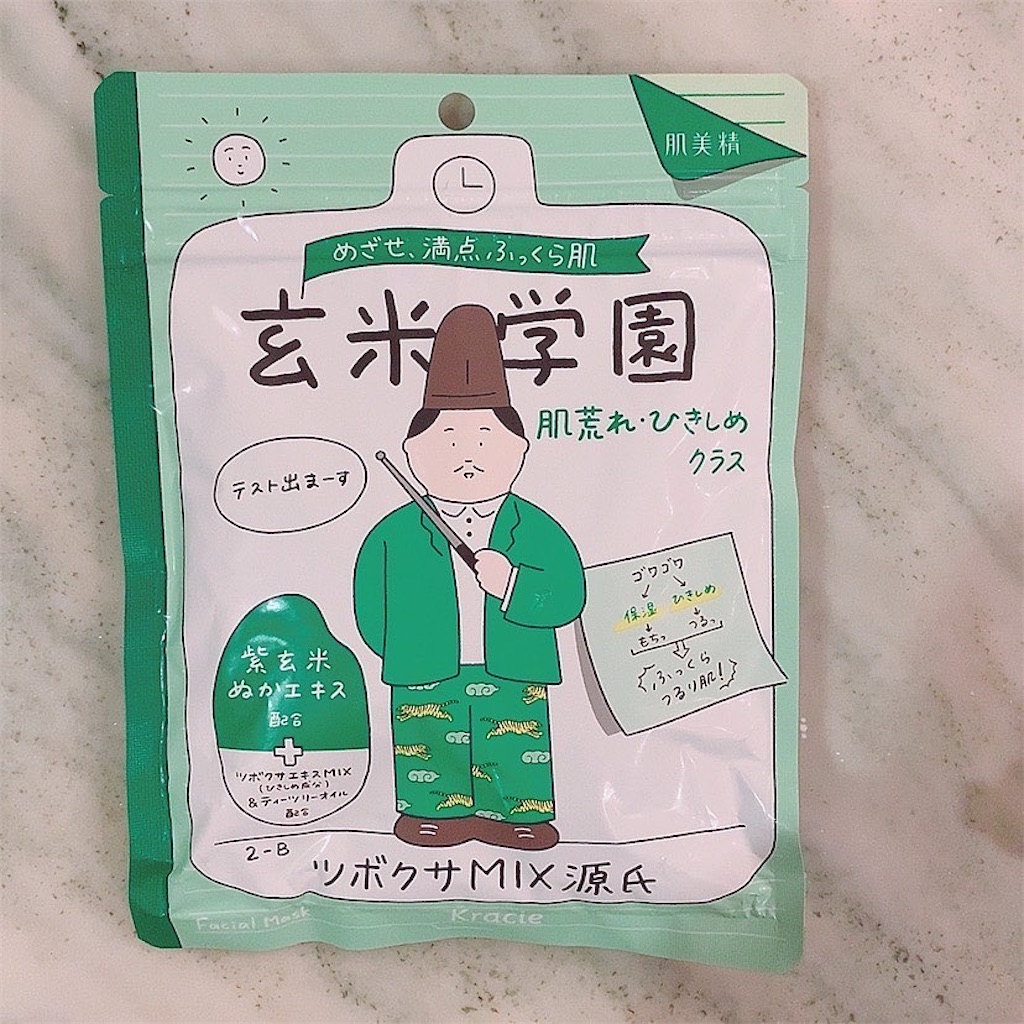 肌美精
めざせ、満点ふっくら肌
玄米学園
肌荒れ・ひきしめ
クラス
テスト出まーす
ゴワゴワ
保湿 ひきしめ
もちっ つるっ
ふっくら
つるり肌!
紫玄米
ぬかエキス
配合
ツボクサエキスMIX
(ひきしめ成分)
&ティーツリーオイル
配合
2-B
ツボクサMIX源氏
Facial Mask
Kracie